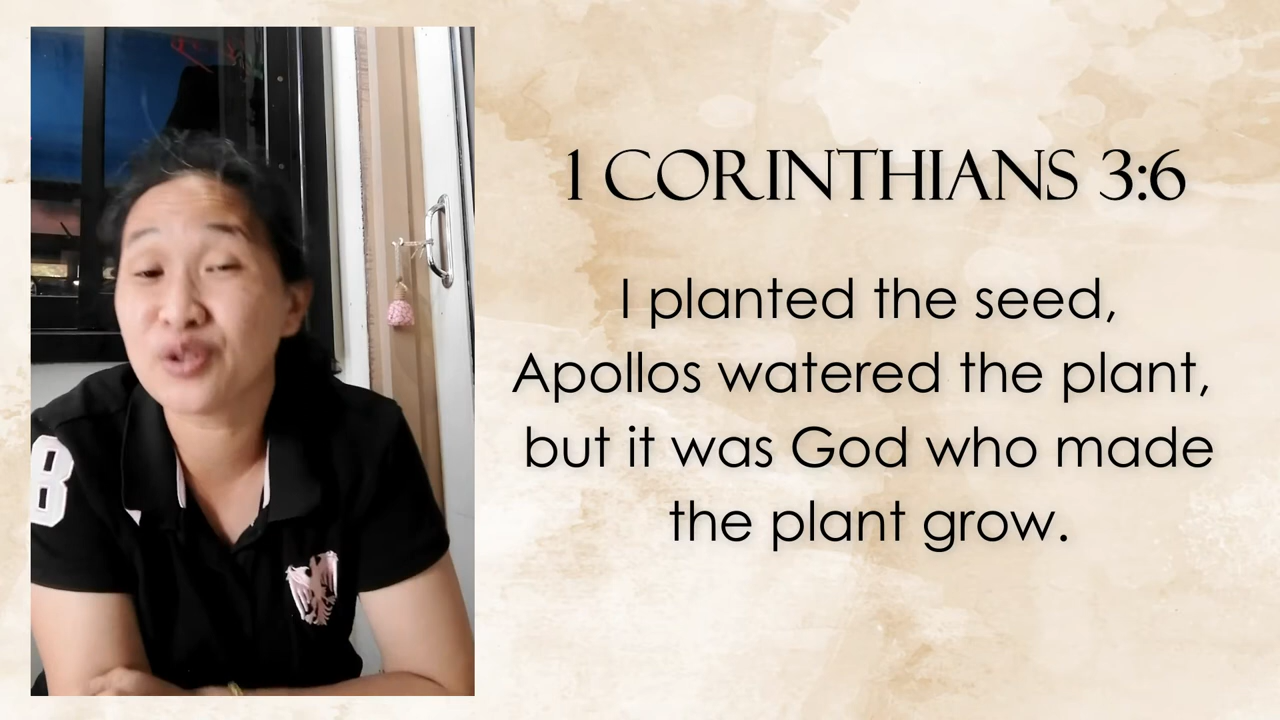 1 CORINTHIANS 3:6
I planted the seed,
Apollos watered the plant,
but it was God who made
the plant grow.
8